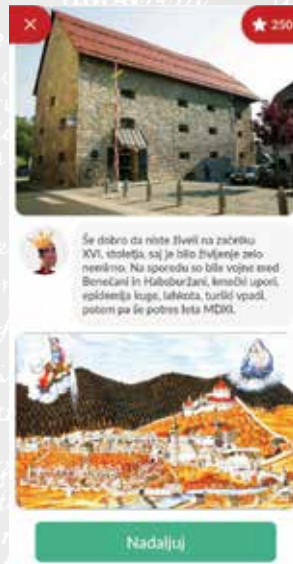 250
Še dobro da niste živeli na začetku
XVI. stoletja, saj je bilo življenje zelo
nemirno. Na sporedu so bile vojne med
Benečani in Habsburžani, kmečki upori,
epidemija kuge, lakota, turški vpadi,
potem pa še potres leta MDXI.
Nadaljuj